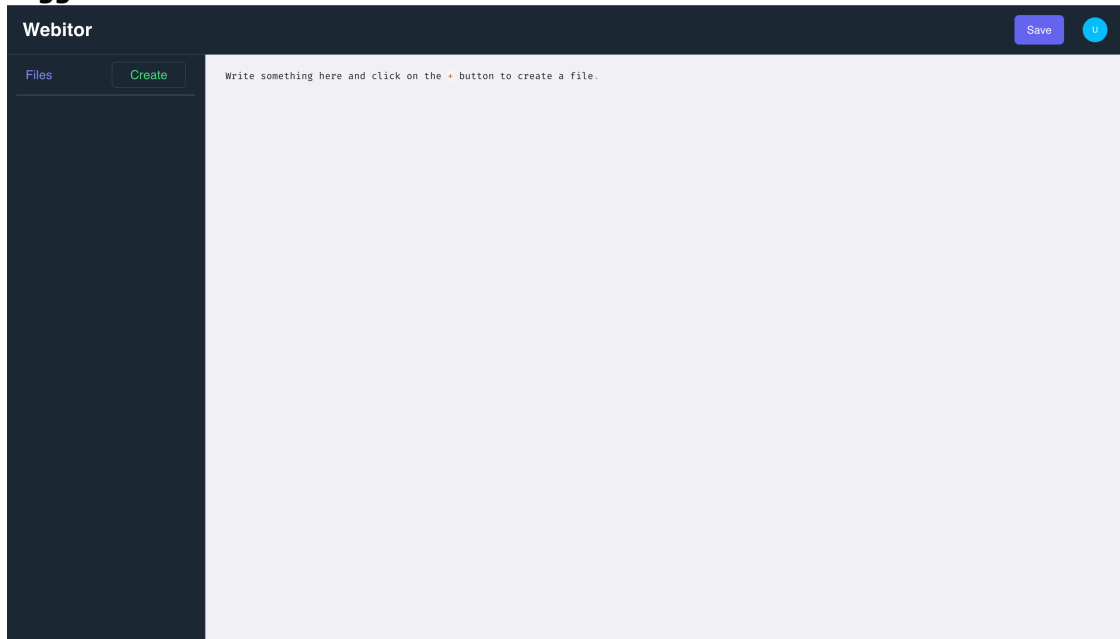 Webitor
Save
U
Files
Create
Write something here and click on the + button to create a file.